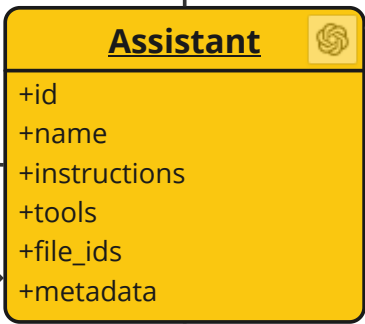 Assistant
+id
+name
+instructions
+tools
+file_ids
+metadata